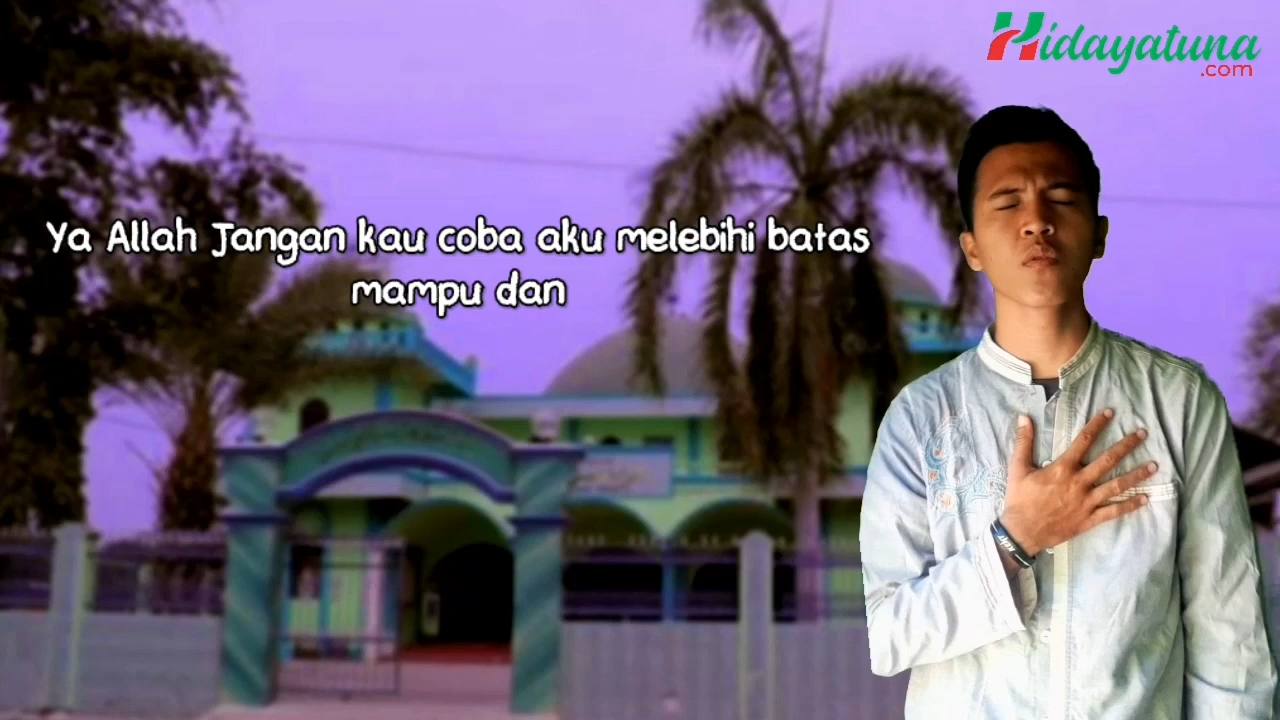 Hidayatuna
.com
Ya Allah Jangan kau coba aku melebihi batas
mampu dan